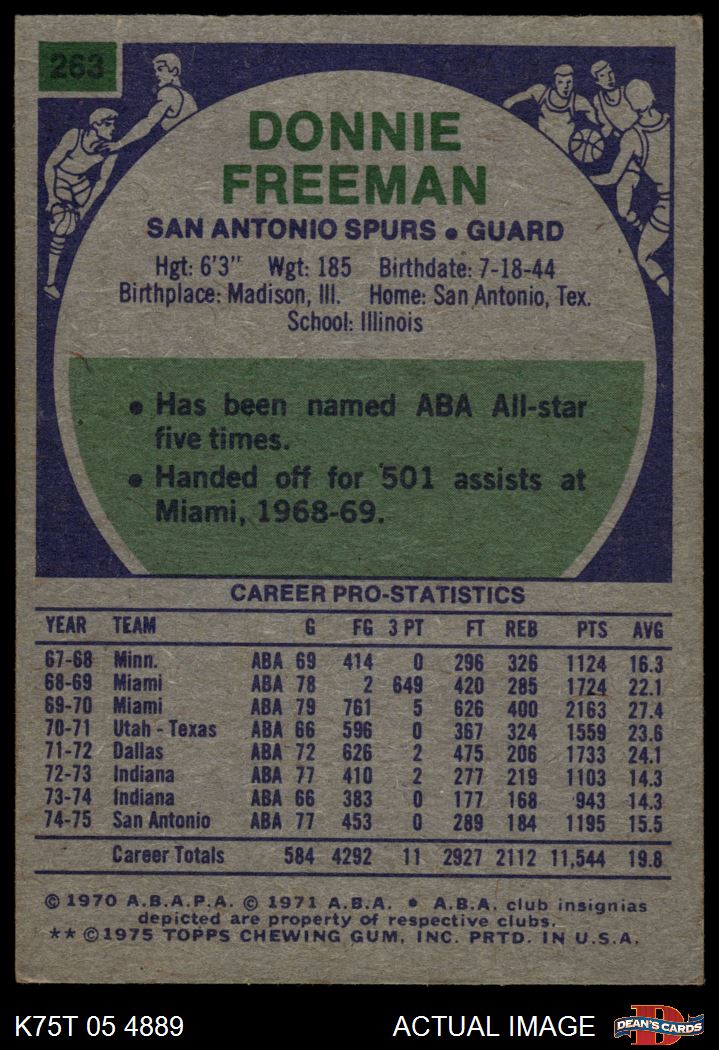 263
DONNIE
FREEMAN
SAN ANTONIO SPURS • GUARD
Hgt: 6'3" Wgt: 185 Birthdate: 7-18-44
Birthplace: Madison, Ill. Home: San Antonio, Tex.
School: Illinois
• Has been named ABA All-star
five times.
• Handed off for 501 assists at
Miami, 1968-69.
CAREER PRO-STATISTICS
YEAR TEAM G FG 3 PT FT REB PTS AVG
67-68 Minn. ABA 69 414 0 296 326 1124 16.3
68-69 Miami ABA 78 2 649 420 285 1724 22.1
69-70 Miami ABA 79 761 5 626 400 2163 27.4
70-71 Utah - Texas ABA 66 596 0 367 324 1559 23.6
71-72 Dallas ABA 72 626 2 475 206 1733 24.1
72-73 Indiana ABA 77 410 2 277 219 1103 14.3
73-74 Indiana ABA 66 383 0 177 168 943 14.3
74-75 San Antonio ABA 77 453 0 289 184 1195 15.5
Career Totals 584 4292 11 2927 2112 11,544 19.8
© 1970 A.B.A.P.A. © 1971 A.B.A. • A.B.A. club insignias
depicted are property of respective clubs.
** © 1975 TOPPS CHEWING GUM, INC. PRTD. IN U.S.A.
K75T 05 4889 ACTUAL IMAGE D DEAN'S CARDS